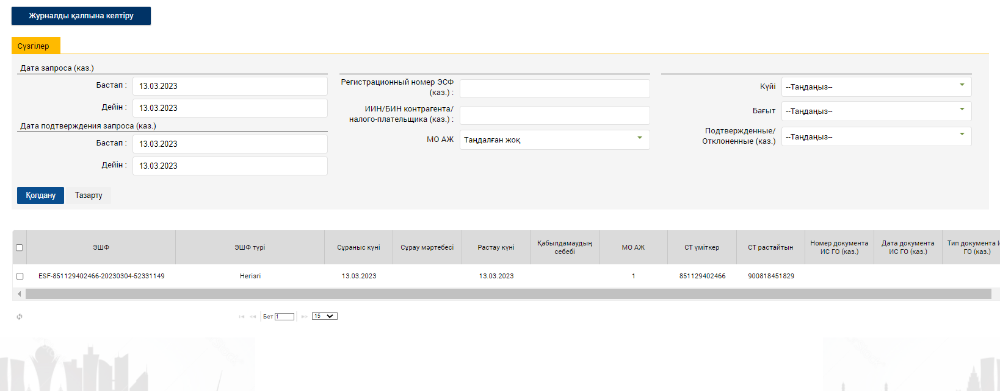 Журналды қалпына келтіру
Сүзгілер
Дата запроса (каз.)
Бастап :
13.03.2023
Дейін :
13.03.2023
Дата подтверждения запроса (каз.)
Бастап :
13.03.2023
Дейін :
13.03.2023
Регистрационный номер ЭСФ
(каз.) :
ИИН/БИН контрагента/
налого-плательщика (каз.) :
МО АЖ
Таңдалған жоқ
Күйі
--Таңдаңыз--
Бағыт
--Таңдаңыз--
Подтвержденные/
Отклоненные (каз.)
--Таңдаңыз--
Қолдану
Тазарту
ЭШФ
ЭШФ түрі
Сұраныс күні
Сұрау мәртебесі
Растау күні
Қабылдамаудың
себебі
МО АЖ
СТ үміткер
СТ растайтын
Номер документа
ИС ГО (каз.)
Дата документа
ИС ГО (каз.)
Тип документа И
ГО (каз.)
ESF-851129402466-20230304-52331149
Негізгі
13.03.2023
13.03.2023
1
851129402466
900818451829
Бет
1
15